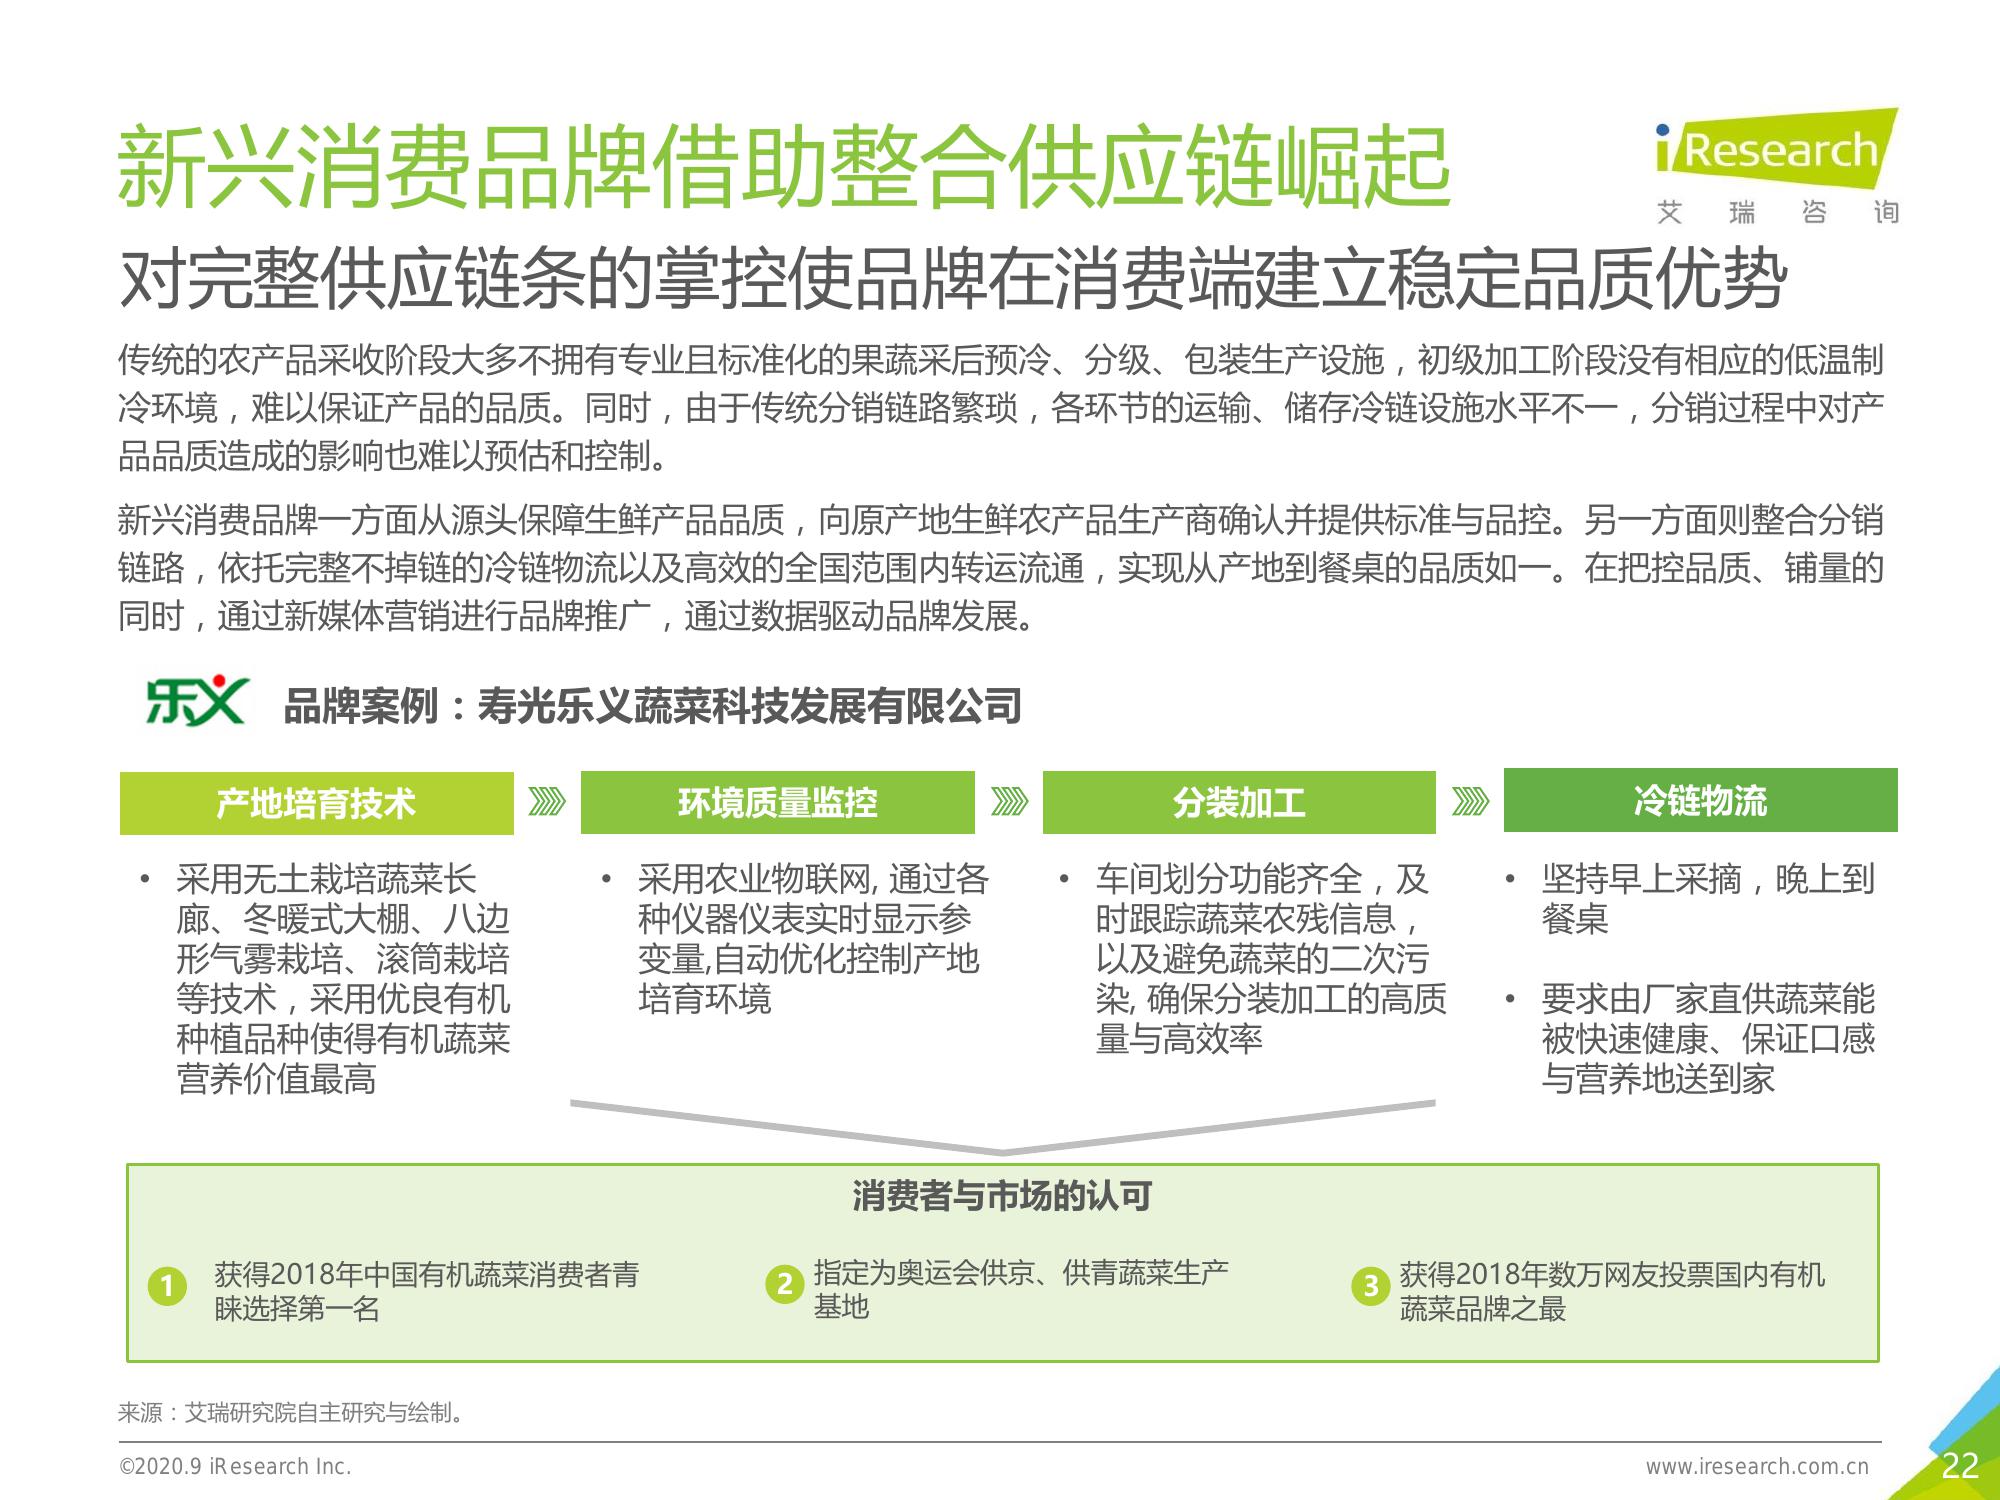 新兴消费品牌借助整合供应链崛起
iResearch
艾瑞咨询
对完整供应链条的掌控使品牌在消费端建立稳定品质优势
传统的农产品采收阶段大多不拥有专业且标准化的果蔬采后预冷、分级、包装生产设施，初级加工阶段没有相应的低温制
冷环境，难以保证产品的品质。同时，由于传统分销链路繁琐，各环节的运输、储存冷链设施水平不一，分销过程中对产
品品质造成的影响也难以预估和控制。
新兴消费品牌一方面从源头保障生鲜产品品质，向原产地生鲜农产品生产商确认并提供标准与品控。另一方面则整合分销
链路，依托完整不掉链的冷链物流以及高效的全国范围内转运流通，实现从产地到餐桌的品质如一。在把控品质、铺量的
同时，通过新媒体营销进行品牌推广，通过数据驱动品牌发展。
乐义
品牌案例：寿光乐义蔬菜科技发展有限公司
产地培育技术
• 采用无土栽培蔬菜长
廊、冬暖式大棚、八边
形气雾栽培、滚筒栽培
等技术，采用优良有机
种植品种使得有机蔬菜
营养价值最高
环境质量监控
• 采用农业物联网, 通过各
种仪器仪表实时显示参
变量,自动优化控制产地
培育环境
分装加工
• 车间划分功能齐全，及
时跟踪蔬菜农残信息，
以及避免蔬菜的二次污
染, 确保分装加工的高质
量与高效率
冷链物流
• 坚持早上采摘，晚上到
餐桌
• 要求由厂家直供蔬菜能
被快速健康、保证口感
与营养地送到家
消费者与市场的认可
1 获得2018年中国有机蔬菜消费者青
睐选择第一名
2 指定为奥运会供京、供青蔬菜生产
基地
3 获得2018年数万网友投票国内有机
蔬菜品牌之最
来源：艾瑞研究院自主研究与绘制。
©2020.9 iResearch Inc.
www.iresearch.com.cn
22